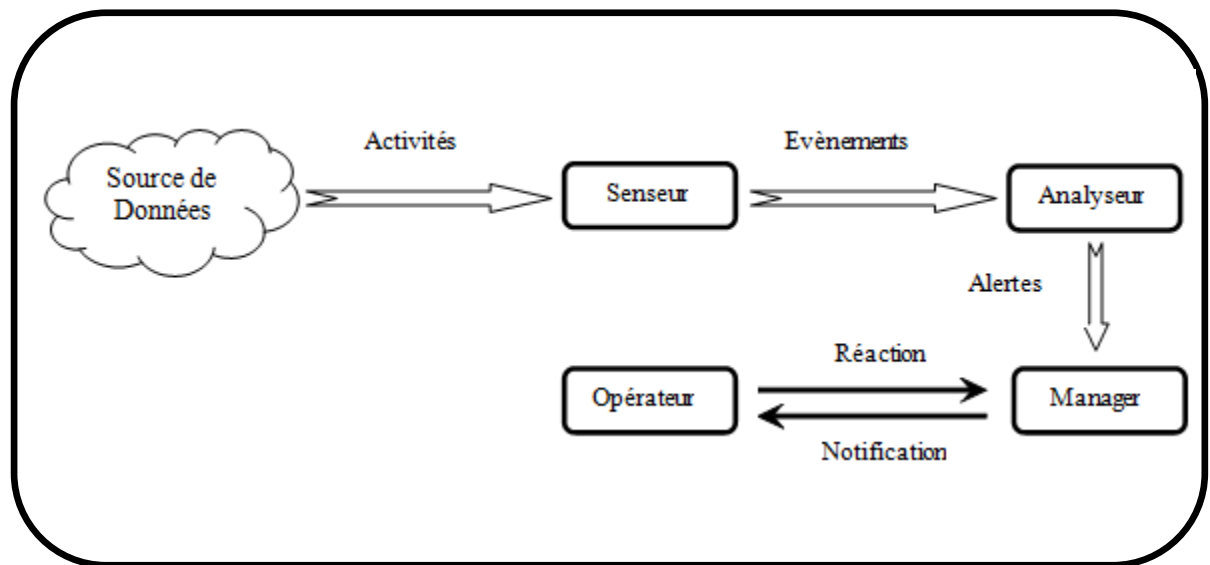 Activités
Evènements
Source de
Données
Senseur
Analyseur
Alertes
Réaction
Opérateur
Manager
Notification